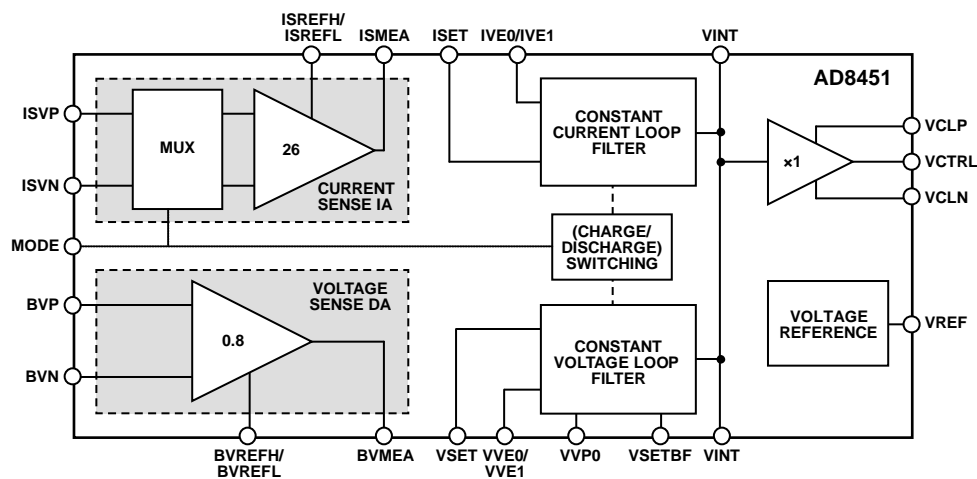 ISREFH/
ISREFL
ISMEA
ISET
IVE0/IVE1
VINT
AD8451
ISVP
ISVN
MODE
BVP
BVN
MUX
26
CURRENT
SENSE IA
CONSTANT
CURRENT LOOP
FILTER
×1
VCLP
VCTRL
VCLN
(CHARGE/
DISCHARGE)
SWITCHING
VOLTAGE
SENSE DA
0.8
CONSTANT
VOLTAGE LOOP
FILTER
VOLTAGE
REFERENCE
VREF
BVREFH/
BVREFL
BVMEA
VSET
VVE0/
VVE1
VVP0
VSETBF
VINT